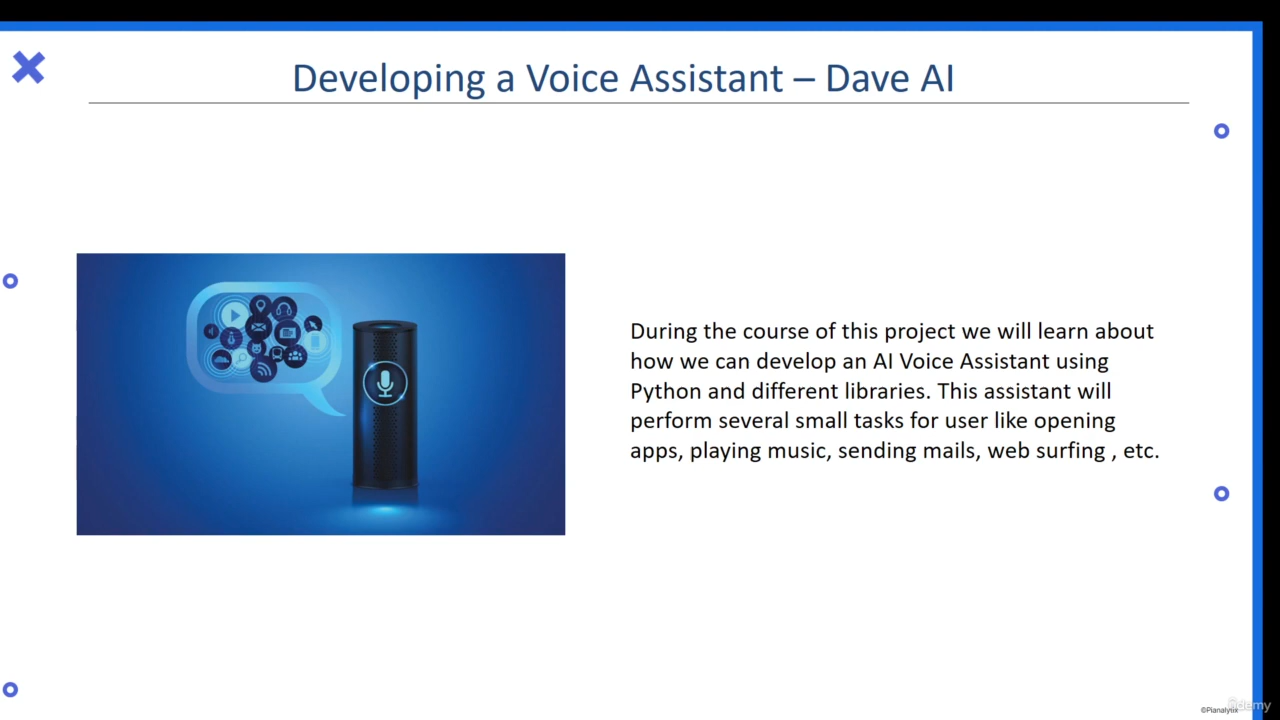 Developing a Voice Assistant – Dave AI
During the course of this project we will learn about
how we can develop an AI Voice Assistant using
Python and different libraries. This assistant will
perform several small tasks for user like opening
apps, playing music, sending mails, web surfing , etc.
©Pianalytix